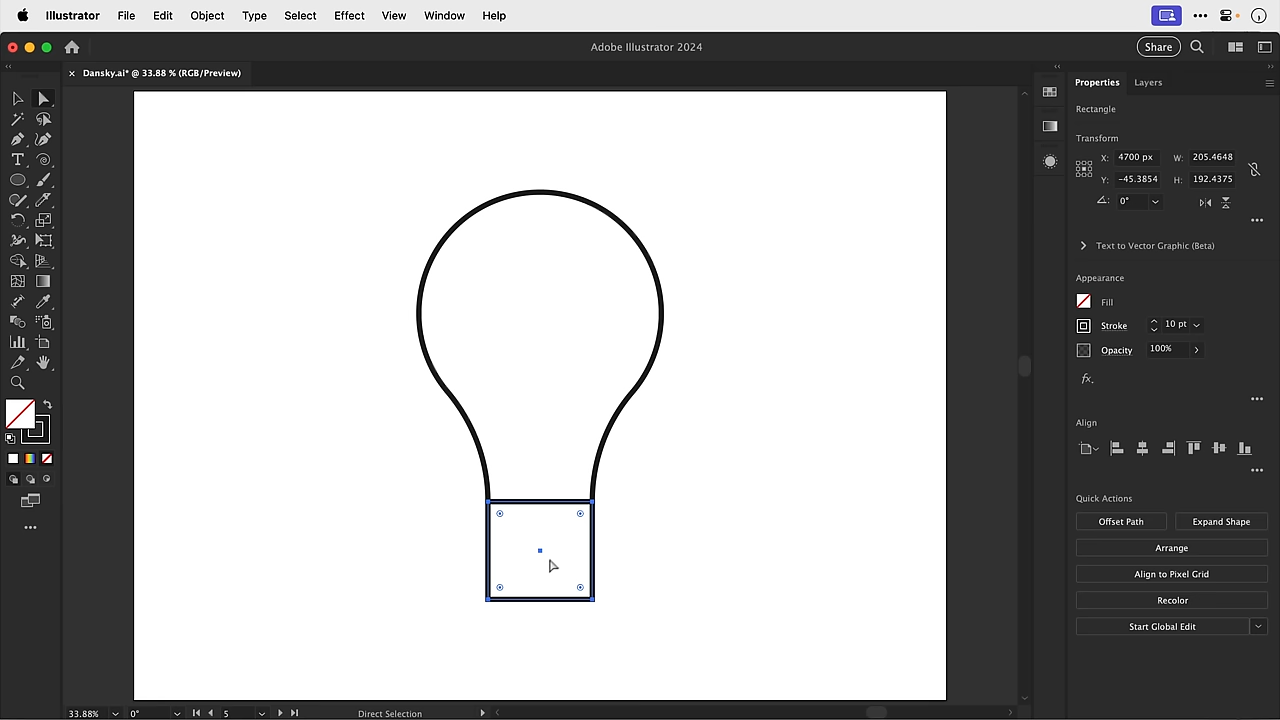 Illustrator File Edit Object Type Select Effect View Window Help
Adobe Illustrator 2024
Share
× Dansky.ai* @ 33.88 % (RGB/Preview)
Properties Layers
Rectangle
Transform
X: 4700 px W: 205.4648
Y: -45.3854 H: 192.4375
0°
Text to Vector Graphic (Beta)
Appearance
Fill
Stroke 10 pt
Opacity 100%
fx.
Align
Quick Actions
Offset Path Expand Shape
Arrange
Align to Pixel Grid
Recolor
Start Global Edit
33.88% 0° 5 Direct Selection